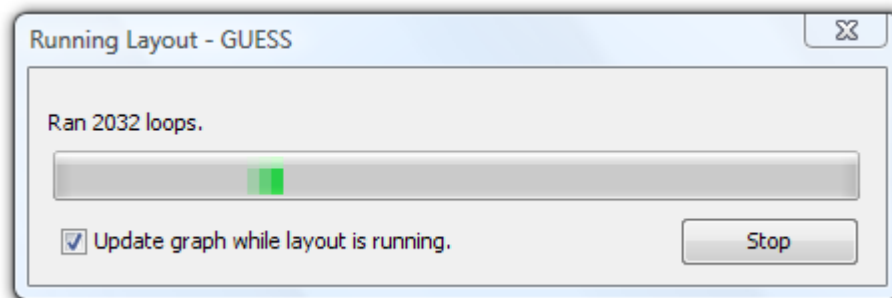 Running Layout - GUESS
Ran 2032 loops.
Update graph while layout is running.
Stop